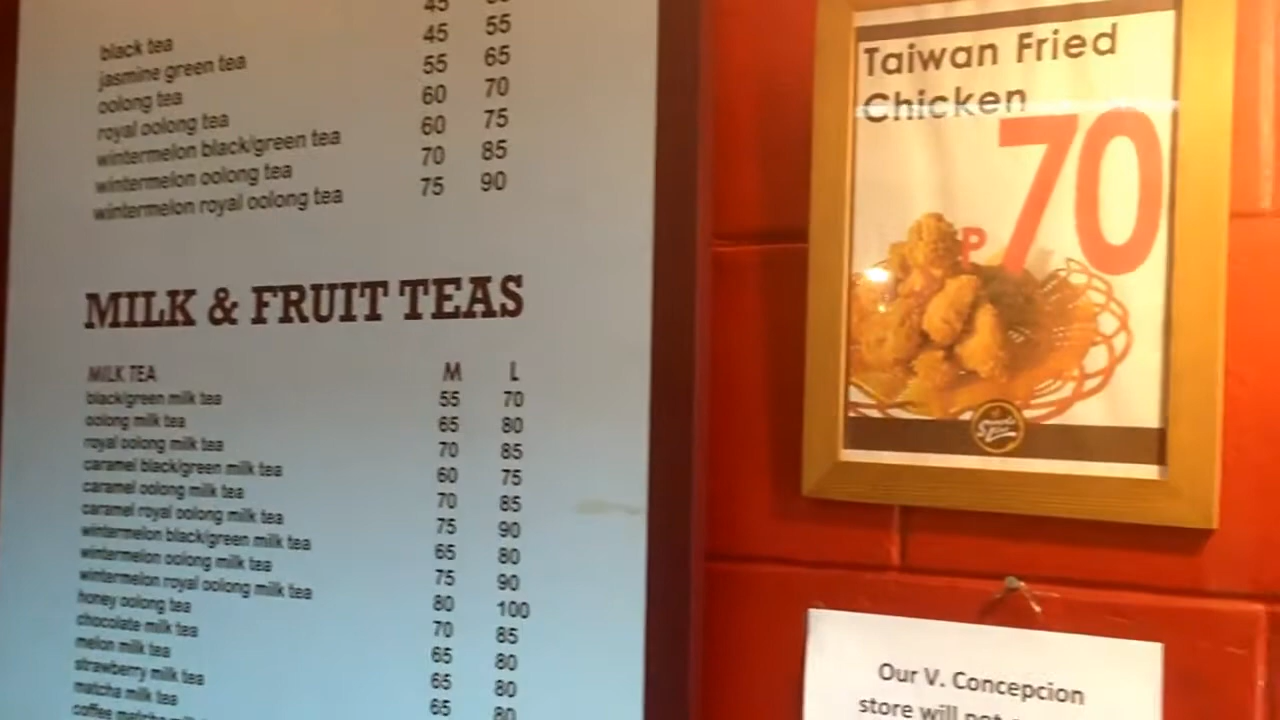 black tea 45
jasmine green tea 45 55
oolong tea 55 65
royal oolong tea 60 70
wintermelon black/green tea 60 75
wintermelon oolong tea 70 85
wintermelon royal oolong tea 75 90
MILK & FRUIT TEAS
MILK TEA M L
black/green milk tea 55 70
oolong milk tea 65 80
royal oolong milk tea 70 85
caramel black/green milk tea 60 75
caramel oolong milk tea 70 85
caramel royal oolong milk tea 75 90
wintermelon black/green milk tea 65 80
wintermelon oolong milk tea 75 90
wintermelon royal oolong milk tea 80 100
honey oolong tea 70 85
chocolate milk tea 65 80
melon milk tea 65 80
strawberry milk tea 65 80
matcha milk tea
coffee matcha
Taiwan Fried
Chicken
P70
Our V. Concepcion
store will not